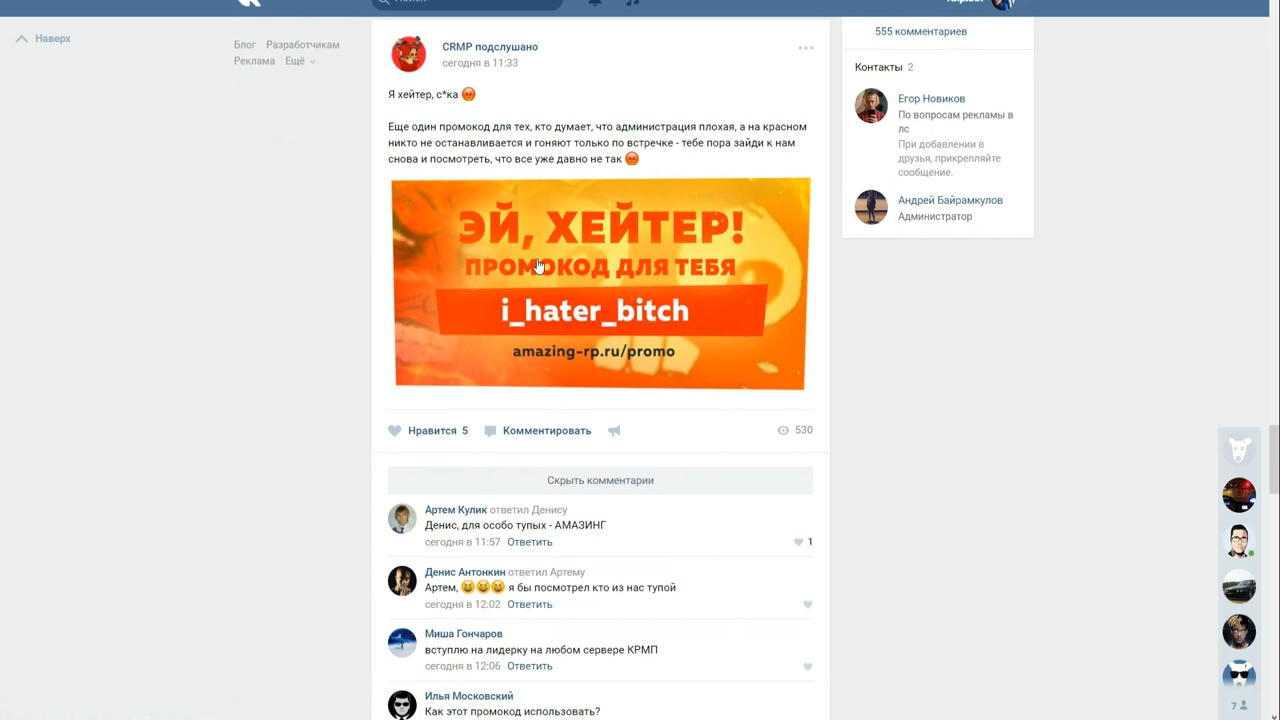 Наверх
Блог Разработчикам
Реклама Ещё
CRMP подслушано
сегодня в 11:33
Я хейтер, с*ка
Еще один промокод для тех, кто думает, что администрация плохая, а на красном
никто не останавливается и гоняют только по встречке - тебе пора зайди к нам
снова и посмотреть, что все уже давно не так
ЭЙ, ХЕЙТЕР!
ПРОМОКОД ДЛЯ ТЕБЯ
i_hater_bitch
amazing-rp.ru/promo
Нравится 5 Комментировать 530
Скрыть комментарии
Артем Кулик ответил Денису
Денис, для особо тупых - АМАЗИНГ
сегодня в 11:57 Ответить 1
Денис Антонкин ответил Артему
Артем, я бы посмотрел кто из нас тупой
сегодня в 12:02 Ответить
Миша Гончаров
вступлю на лидерку на любом сервере КРМП
сегодня в 12:06 Ответить
Илья Московский
Как этот промокод использовать?
555 комментариев
Контакты 2
Егор Новиков
По вопросам рекламы в
лс
При добавлении в
друзья, прикрепляйте
сообщение.
Андрей Байрамкулов
Администратор
7